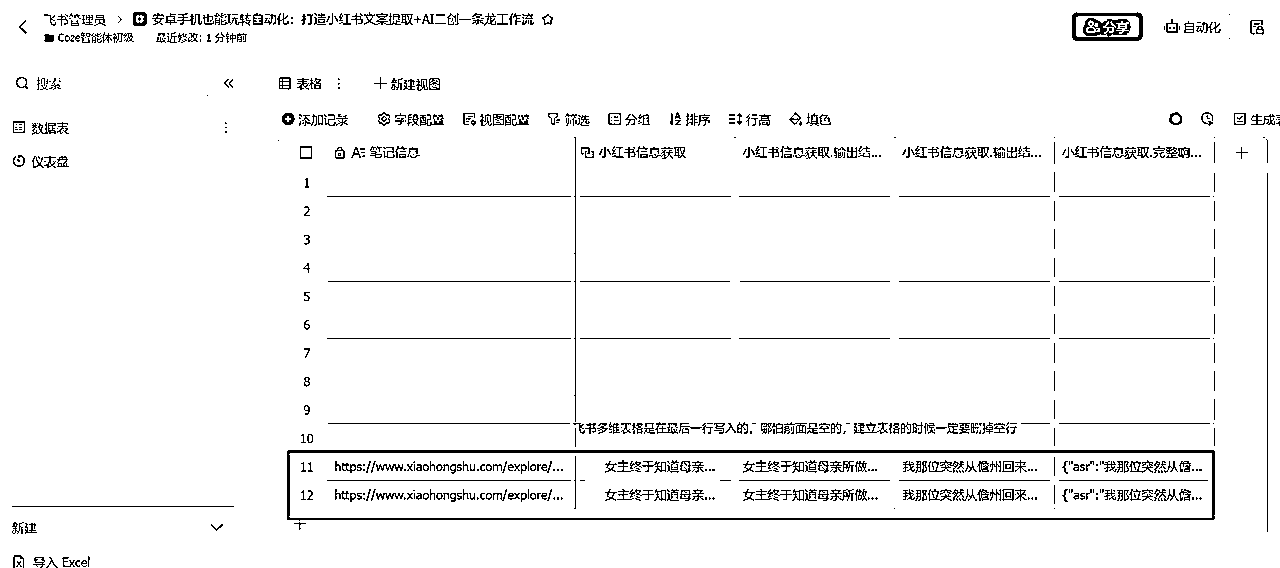 飞书管理员 > 安卓手机也能玩转自动化：打造小红书文案提取+AI二创一条龙工作流
Coze智能体初级 最近修改: 1 分钟前
分享 自动化
搜索
表格 新建视图
数据表
添加记录 字段配置 视图配置 筛选 分组 排序 行高 填色 生成表
仪表盘
笔记信息 小红书信息获取 小红书信息获取.输出结... 小红书信息获取.输出结... 小红书信息获取.完整响...
1
2
3
4
5
6
7
8
9
飞书多维表格是在最后一行写入的，哪怕前面是空的，建立表格的时候一定要删掉空行
10
11 https://www.xiaohongshu.com/explore/... 女主终于知道母亲... 女主终于知道母亲所做... 我那位突然从儋州回来... {"asr":"我那位突然从儋...
12 https://www.xiaohongshu.com/explore/... 女主终于知道母亲... 女主终于知道母亲所做... 我那位突然从儋州回来... {"asr":"我那位突然从儋...
新建
导入 Excel